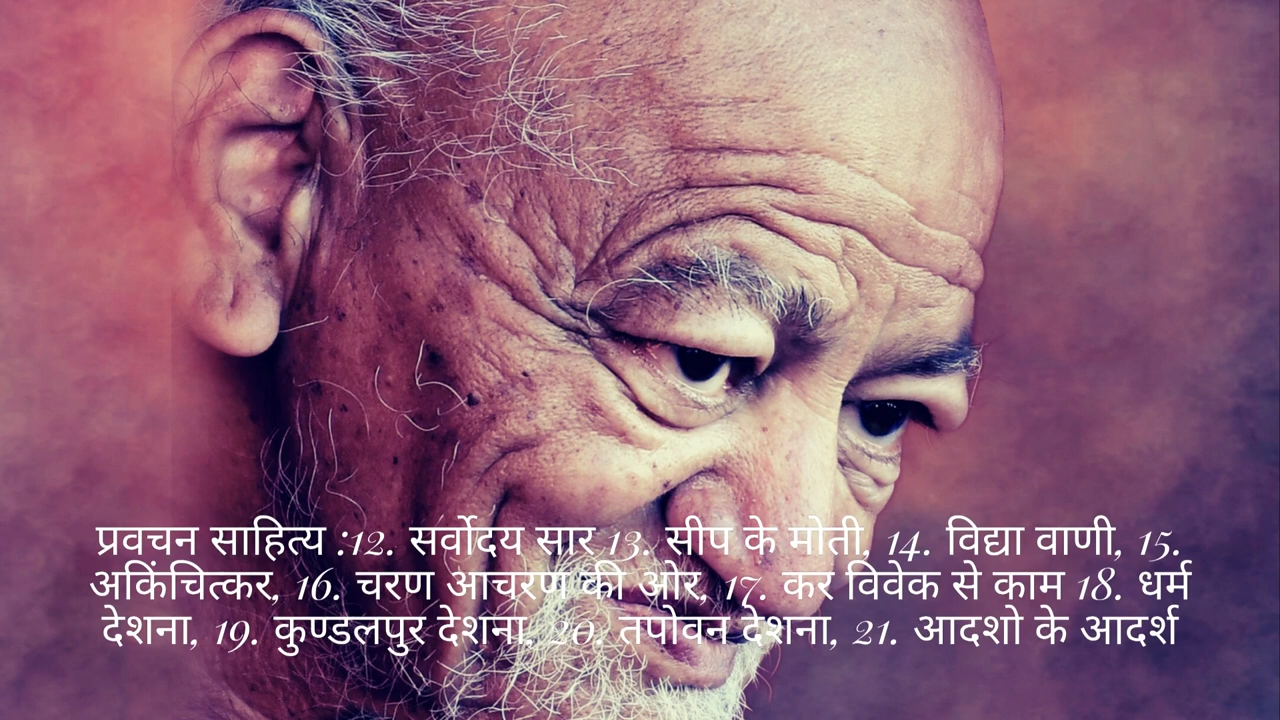 प्रवचन साहित्य :12. सर्वोदय सार 13. सीप के मोती, 14. विद्या वाणी, 15.
अकिंचित्कर, 16. चरण आचरण की ओर, 17. कर विवेक से काम 18. धर्म
देशना, 19. कुण्डलपुर देशना, 20. तपोवन देशना, 21. आदशो के आदर्श